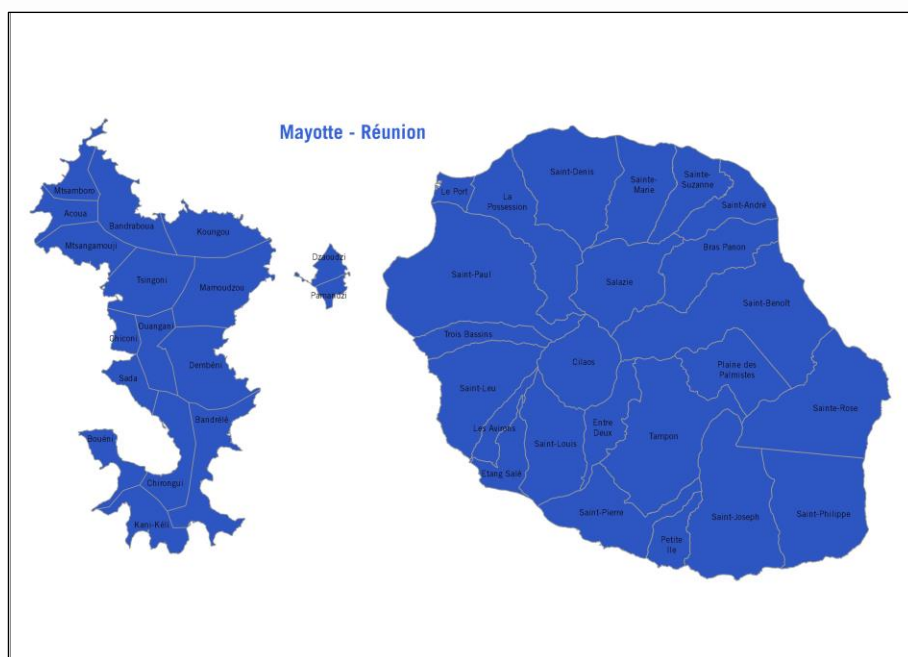 Mayotte - Réunion
Mtsamboro
Acoua
Bandraboua
Koungou
Mtsangamouji
Tsingoni
Mamoudzou
Dzaoudzi
Pamandzi
Ouangani
Chiconi
Dembéni
Sada
Bandrélé
Bouéni
Chirongui
Kani-Kéli
Saint-Denis
Sainte-
Marie
Sainte-
Suzanne
Le Port
La
Possession
Saint-André
Bras Panon
Saint-Paul
Salazie
Saint-Benoît
Trois Bassins
Cilaos
Plaine des
Palmistes
Saint-Leu
Sainte-Rose
Les Avirons
Entre
Deux
Saint-Louis
Tampon
Etang Salé
Saint-Pierre
Saint-Joseph
Saint-Philippe
Petite
Ile